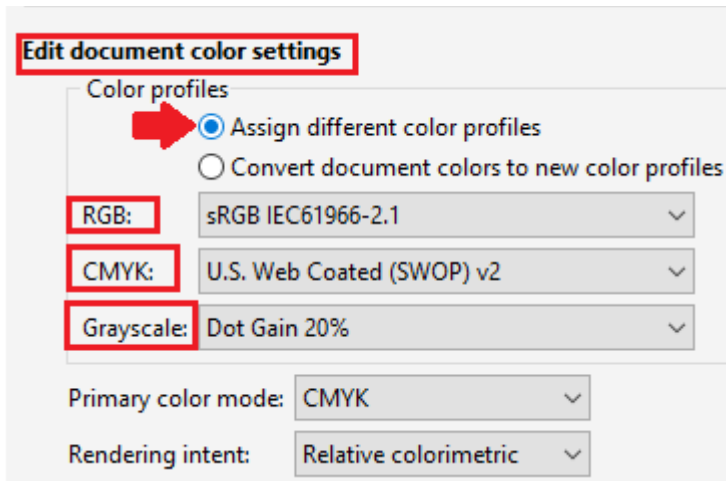 Edit document color settings
Color profiles
Assign different color profiles
Convert document colors to new color profiles
RGB: sRGB IEC61966-2.1
CMYK: U.S. Web Coated (SWOP) v2
Grayscale: Dot Gain 20%
Primary color mode: CMYK
Rendering intent: Relative colorimetric